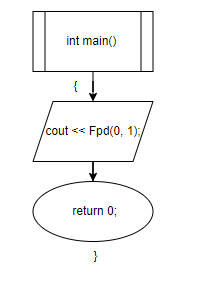 int main()
{
cout << Fpd(0, 1);
return 0;
}